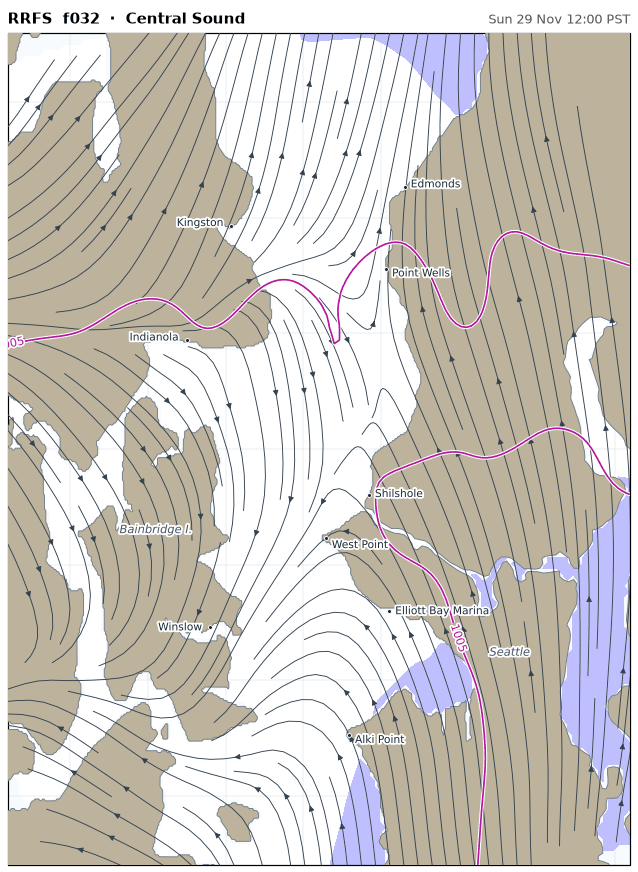 RRFS f032 · Central Sound
Sun 29 Nov 12:00 PST
Edmonds
Kingston
Point Wells
Indianola
Shilshole
Bainbridge I.
West Point
Elliott Bay Marina
Winslow
1005
Seattle
Alki Point